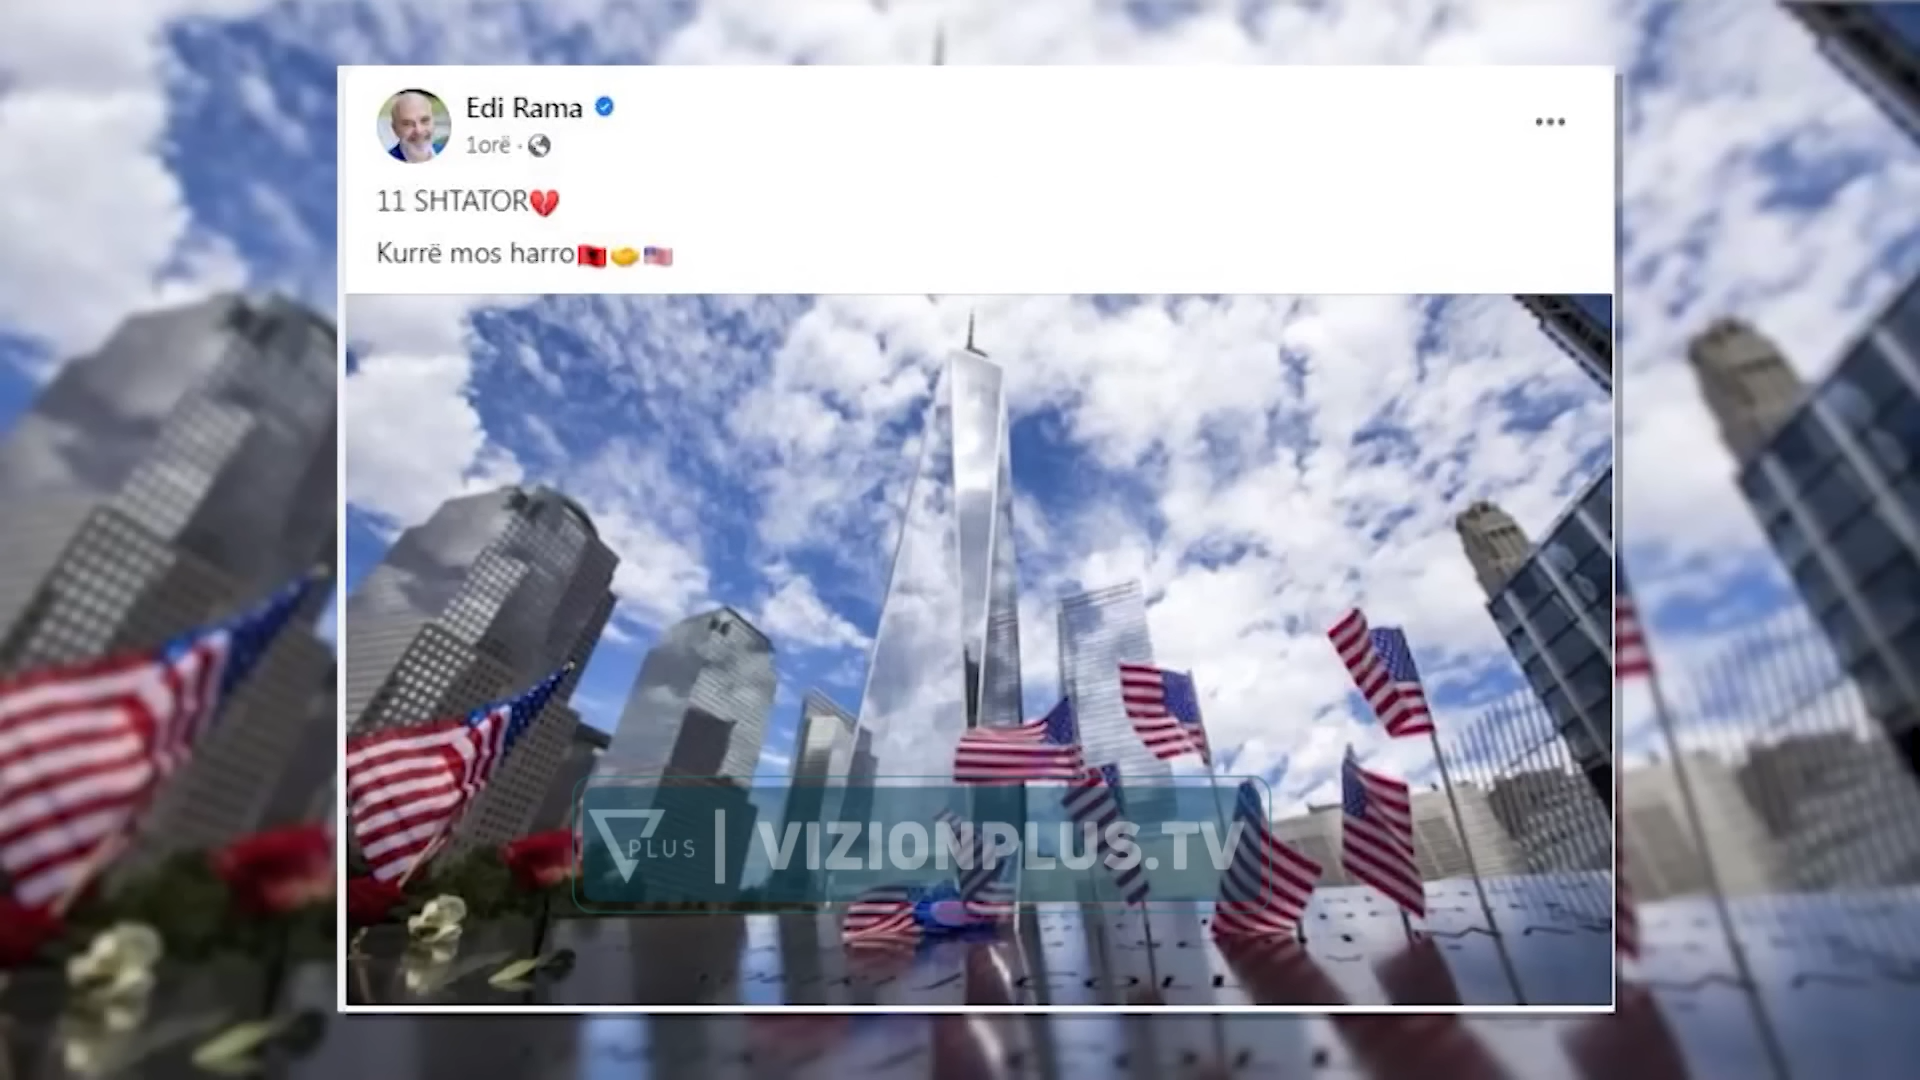 Edi Rama
1orë ·
11 SHTATOR💔
Kurrë mos harro🇦🇱🤝🇺🇸
PLUS | VIZIONPLUS.TV